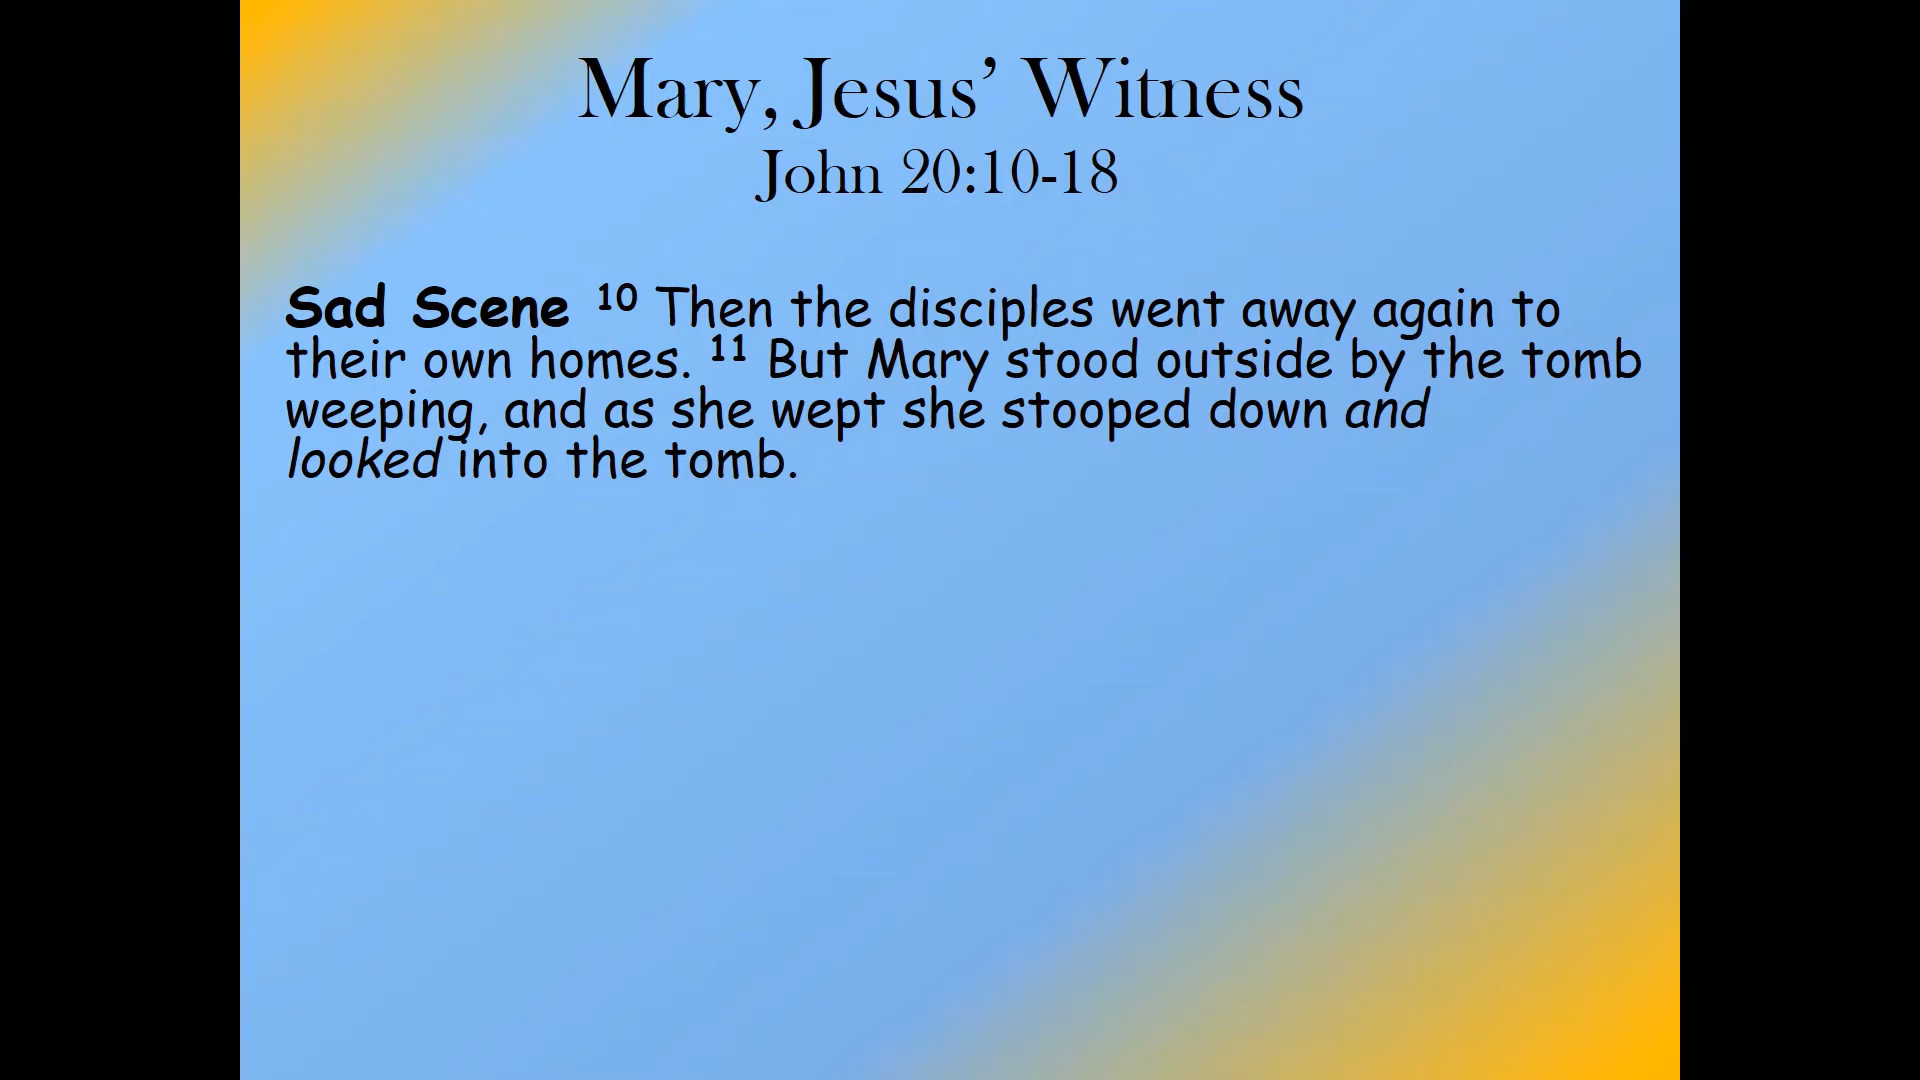 Mary, Jesus’ Witness
John 20:10-18
Sad Scene ¹⁰ Then the disciples went away again to
their own homes. ¹¹ But Mary stood outside by the tomb
weeping, and as she wept she stooped down and
looked into the tomb.